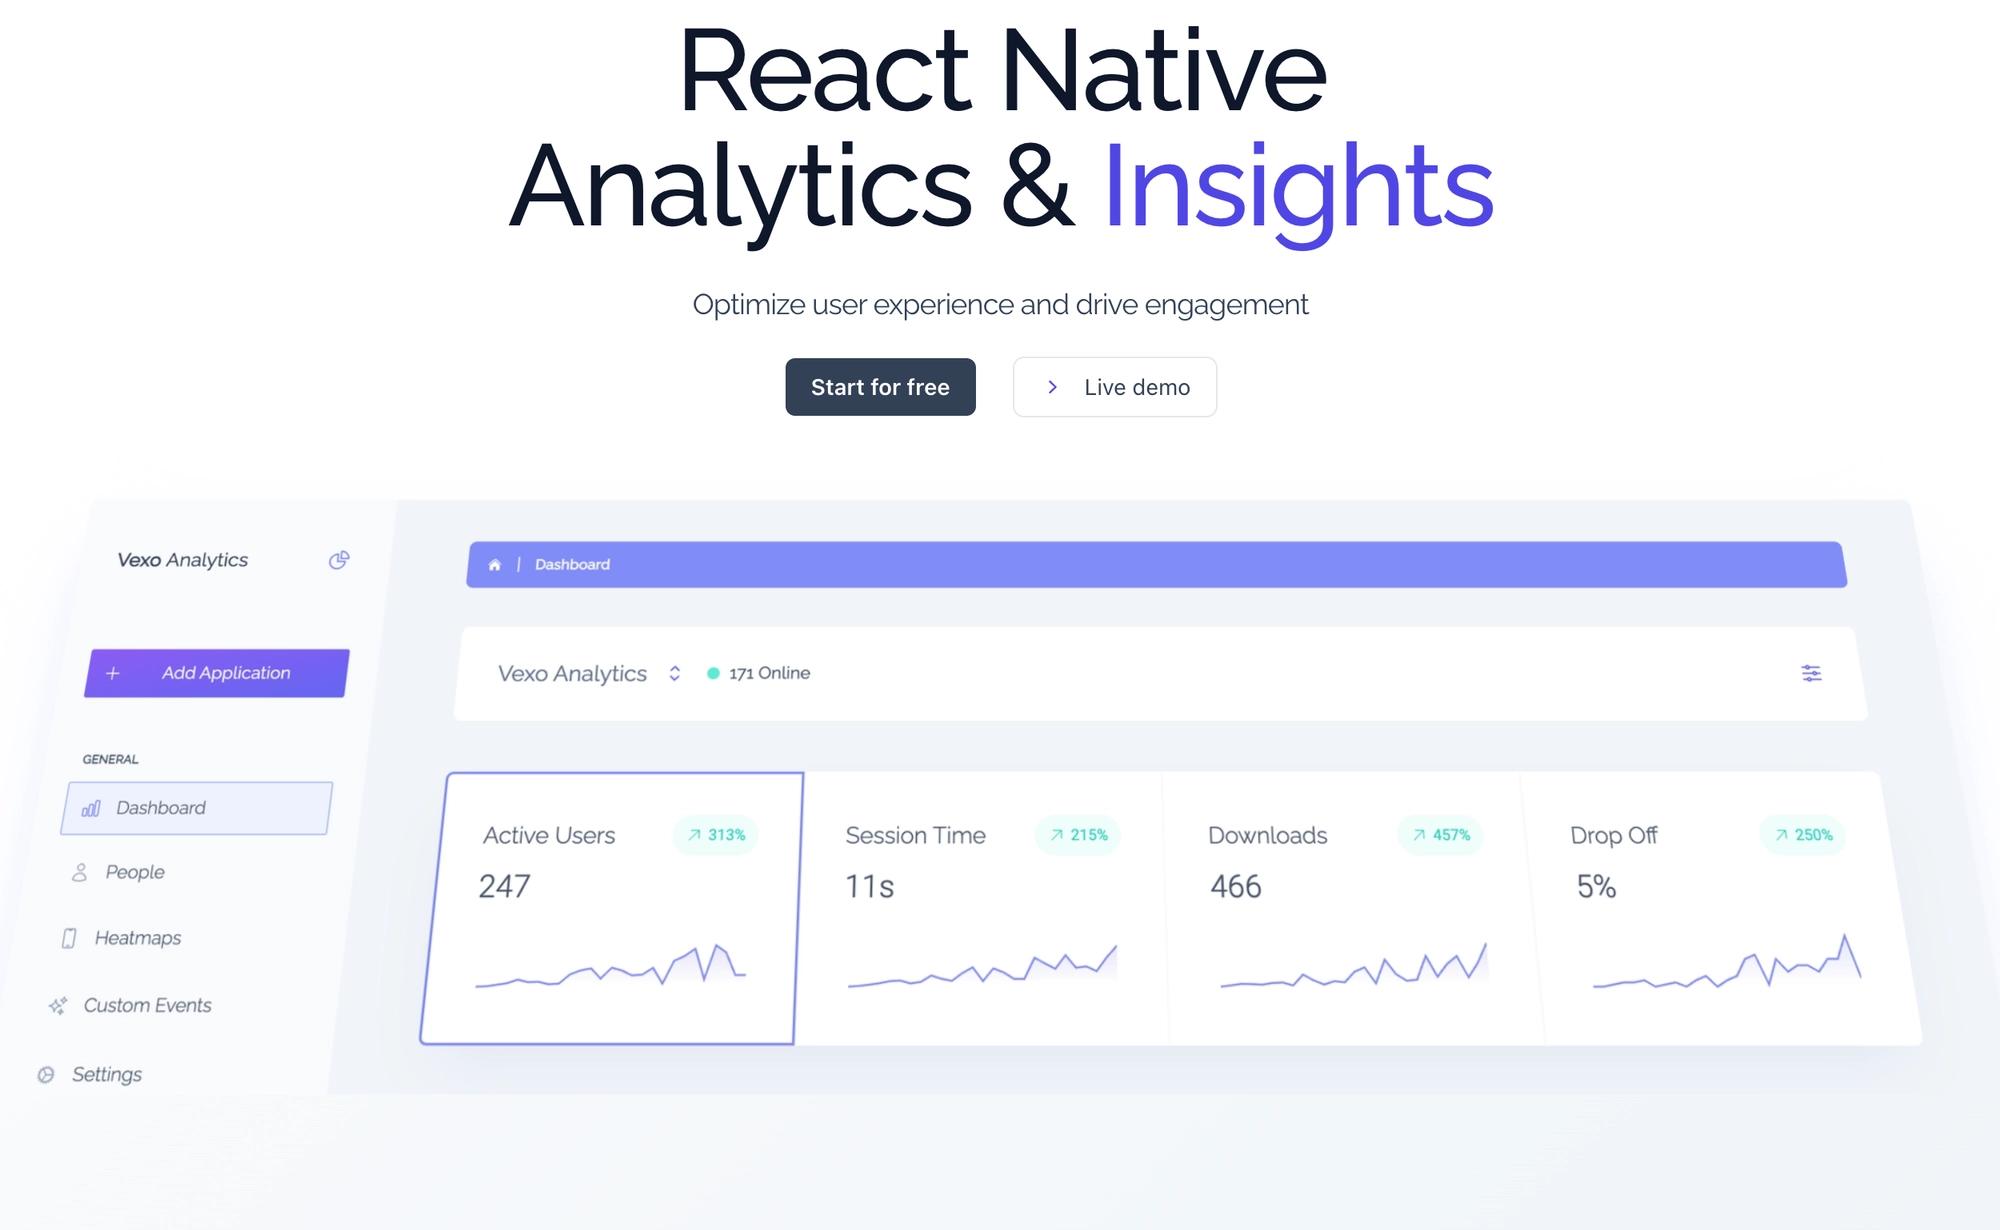 React Native
Analytics & Insights
Optimize user experience and drive engagement
Start for free
Live demo
Vexo Analytics
Dashboard
Add Application
Vexo Analytics
171 Online
GENERAL
Dashboard
People
Heatmaps
Custom Events
Settings
Active Users
313%
247
Session Time
215%
11s
Downloads
457%
466
Drop Off
250%
5%